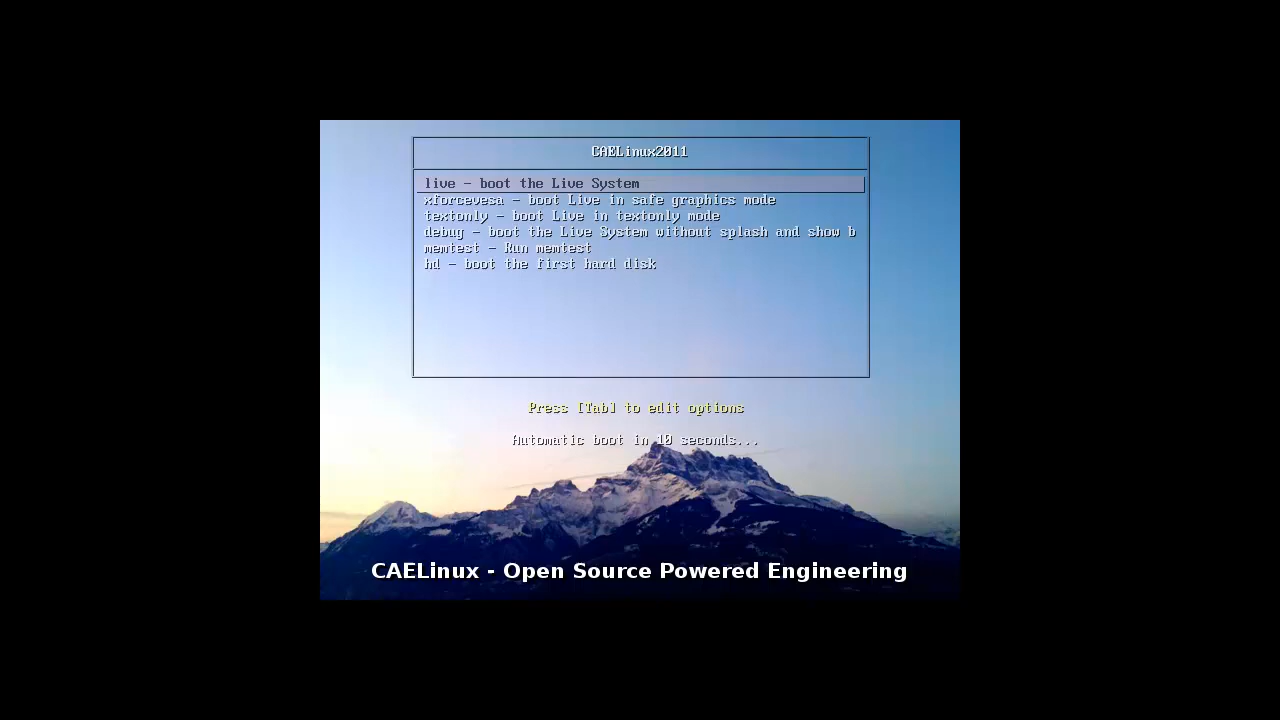 CAELinux2011
live - boot the Live System
xforcevesa - boot Live in safe graphics mode
textonly - boot Live in textonly mode
debug - boot the Live System without splash and show b
memtest - Run memtest
hd - boot the first hard disk
Press [Tab] to edit options
Automatic boot in 10 seconds...
CAELinux - Open Source Powered Engineering